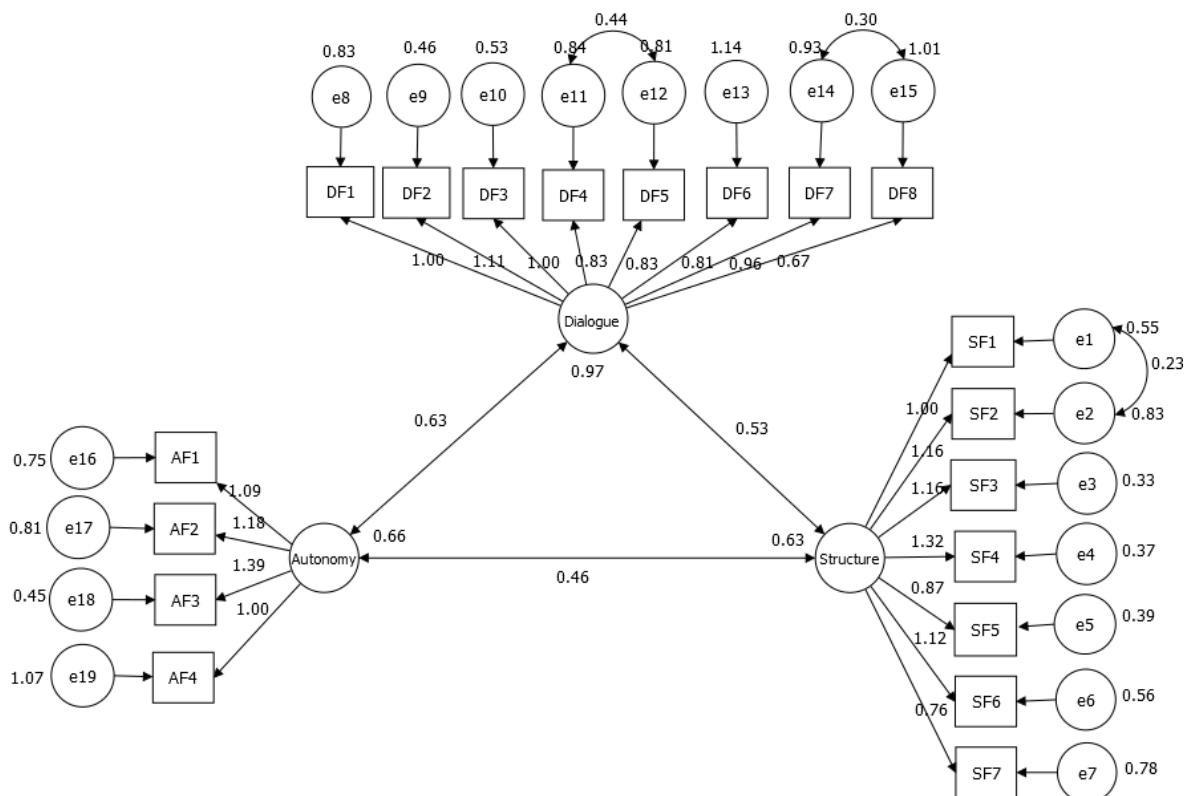 0.44
0.30
0.83
0.46
0.53
0.84
0.81
1.14
0.93
1.01
e8
e9
e10
e11
e12
e13
e14
e15
DF1
DF2
DF3
DF4
DF5
DF6
DF7
DF8
1.00
1.11
1.00
0.83
0.83
0.81
0.96
0.67
Dialogue
0.97
0.63
0.53
SF1
e1
0.55
0.23
1.00
SF2
e2
0.83
1.16
SF3
e3
0.33
1.16
SF4
e4
0.37
1.32
SF5
e5
0.39
0.87
SF6
e6
0.56
1.12
SF7
e7
0.78
0.76
0.75
e16
AF1
1.09
0.81
e17
AF2
1.18
0.45
e18
AF3
1.39
1.07
e19
AF4
1.00
Autonomy
0.66
0.46
0.63
Structure